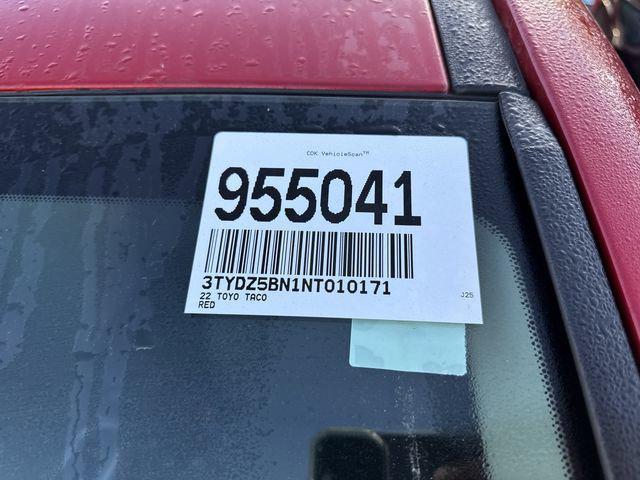 CDK VehicleScan™
955041
3TYDZ5BN1NT010171
22 TOYO TACO
RED
J25